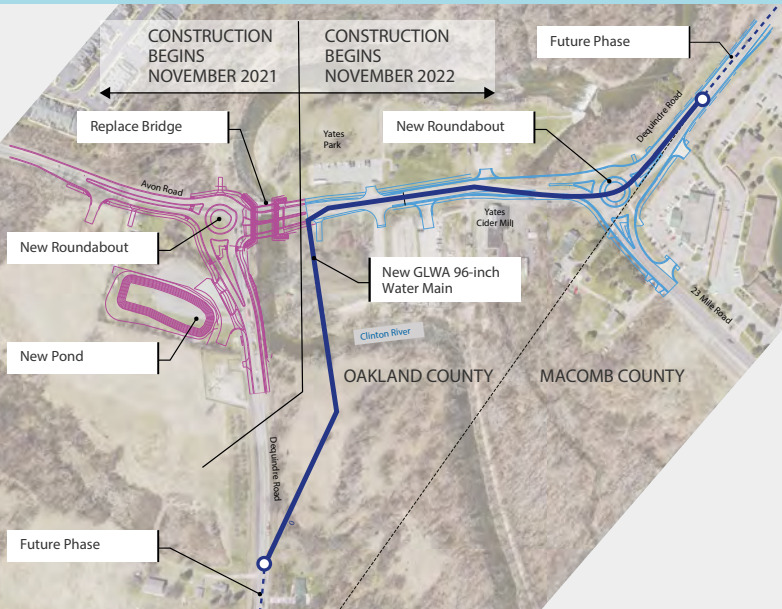 CONSTRUCTION
BEGINS
NOVEMBER 2021
CONSTRUCTION
BEGINS
NOVEMBER 2022
Future Phase
Replace Bridge
New Roundabout
Dequindre Road
Yates
Park
Avon Road
Yates
Cider Mill
New Roundabout
New GLWA 96-inch
Water Main
23 Mile Road
Clinton River
New Pond
OAKLAND COUNTY
MACOMB COUNTY
Dequindre Road
Future Phase